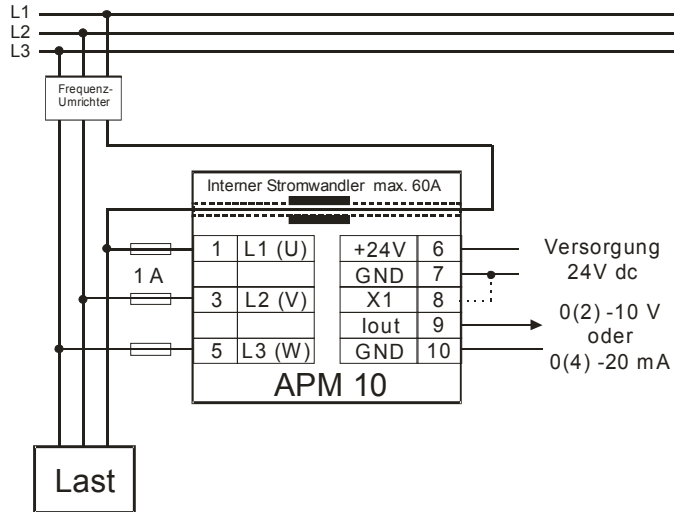 L1
L2
L3
Frequenz-
Umrichter
Interner Stromwandler max. 60A
1 L1 (U) +24V 6
GND 7
3 L2 (V) X1 8
Iout 9
5 L3 (W) GND 10
APM 10
1 A
Versorgung
24V dc
0(2) -10 V
oder
0(4) -20 mA
Last